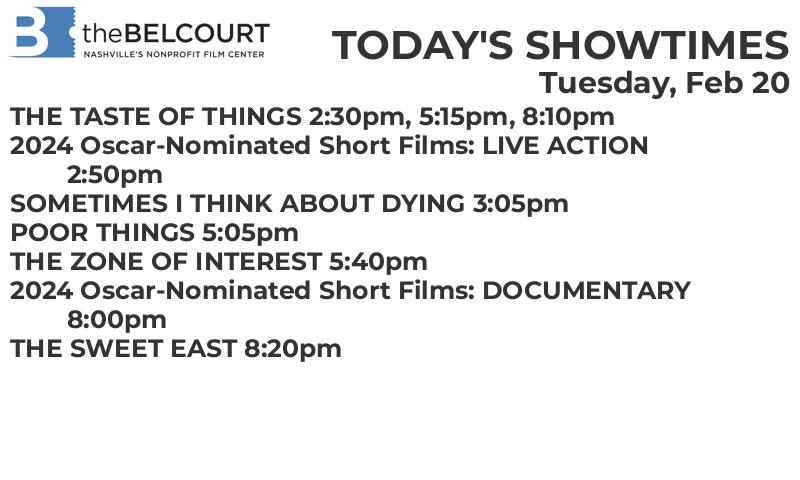 B theBELCOURT
NASHVILLE'S NONPROFIT FILM CENTER
TODAY'S SHOWTIMES
Tuesday, Feb 20
THE TASTE OF THINGS 2:30pm, 5:15pm, 8:10pm
2024 Oscar-Nominated Short Films: LIVE ACTION
2:50pm
SOMETIMES I THINK ABOUT DYING 3:05pm
POOR THINGS 5:05pm
THE ZONE OF INTEREST 5:40pm
2024 Oscar-Nominated Short Films: DOCUMENTARY
8:00pm
THE SWEET EAST 8:20pm